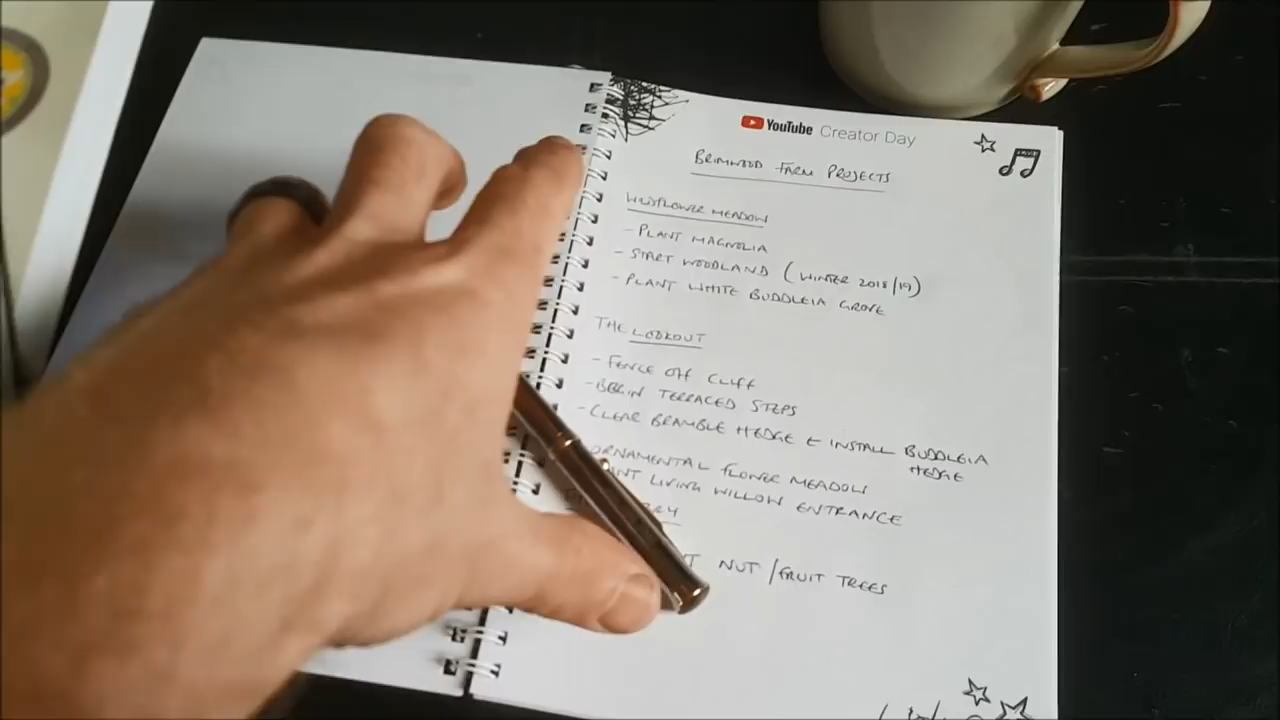 YouTube Creator Day
BRIMWOOD FARM PROJECTS
WILDFLOWER MEADOW
- PLANT MAGNOLIA
- START WOODLAND (WINTER 2018/19)
- PLANT WHITE BUDDLEIA GROVE
THE LOOKOUT
- FENCE OFF CLIFF
- BEGIN TERRACED STEPS
- CLEAR BRAMBLE HEDGE & INSTALL BUDDLEIA
HEDGE
ORNAMENTAL FLOWER MEADOW
LIVING WILLOW ENTRANCE
NUT/FRUIT TREES